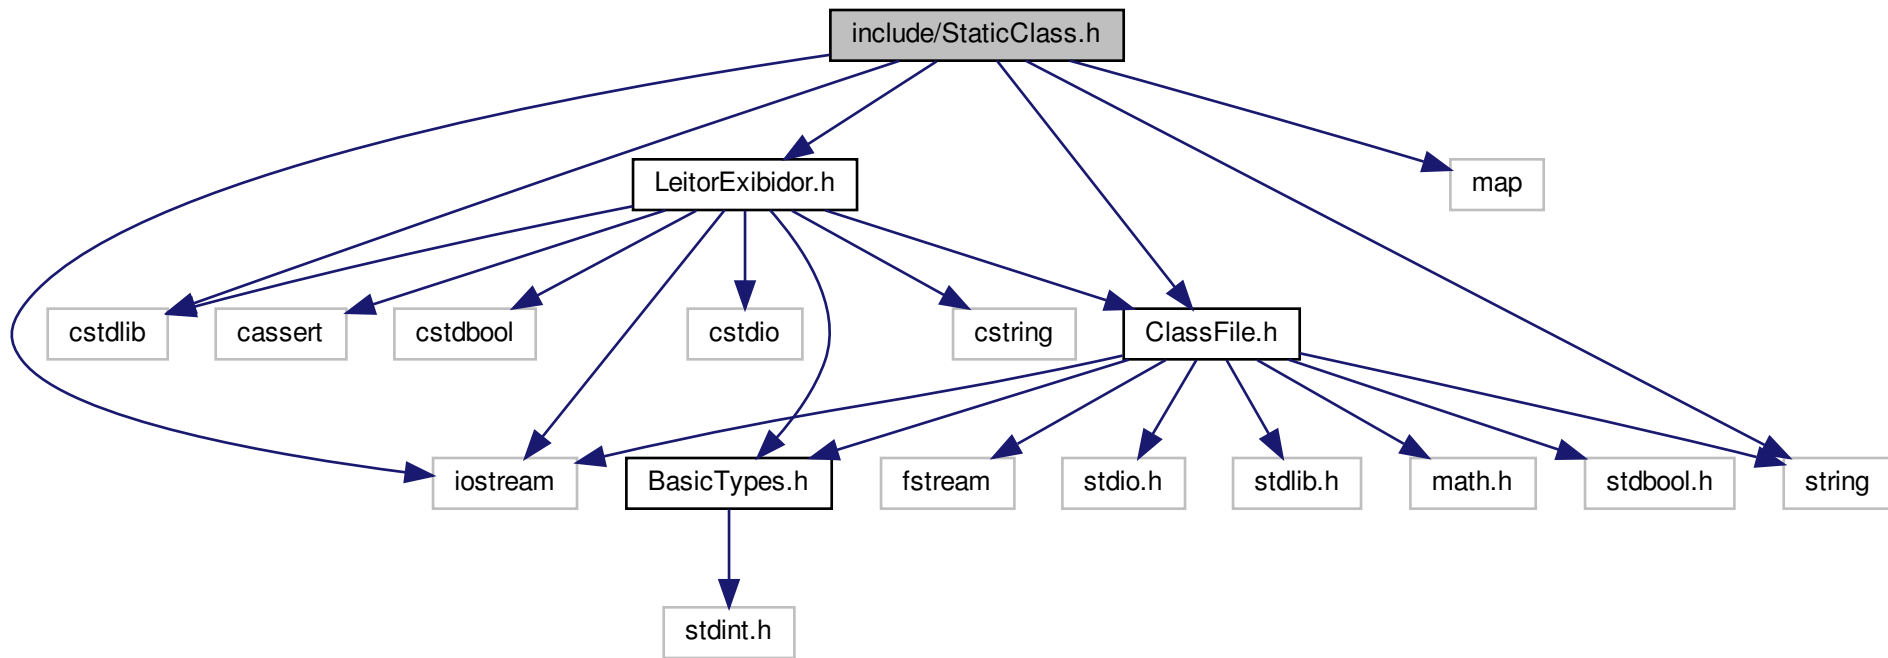 include/StaticClass.h
LeitorExibidor.h
map
cstdlib
cassert
cstdbool
cstdio
cstring
ClassFile.h
iostream
BasicTypes.h
fstream
stdio.h
stdlib.h
math.h
stdbool.h
string
stdint.h